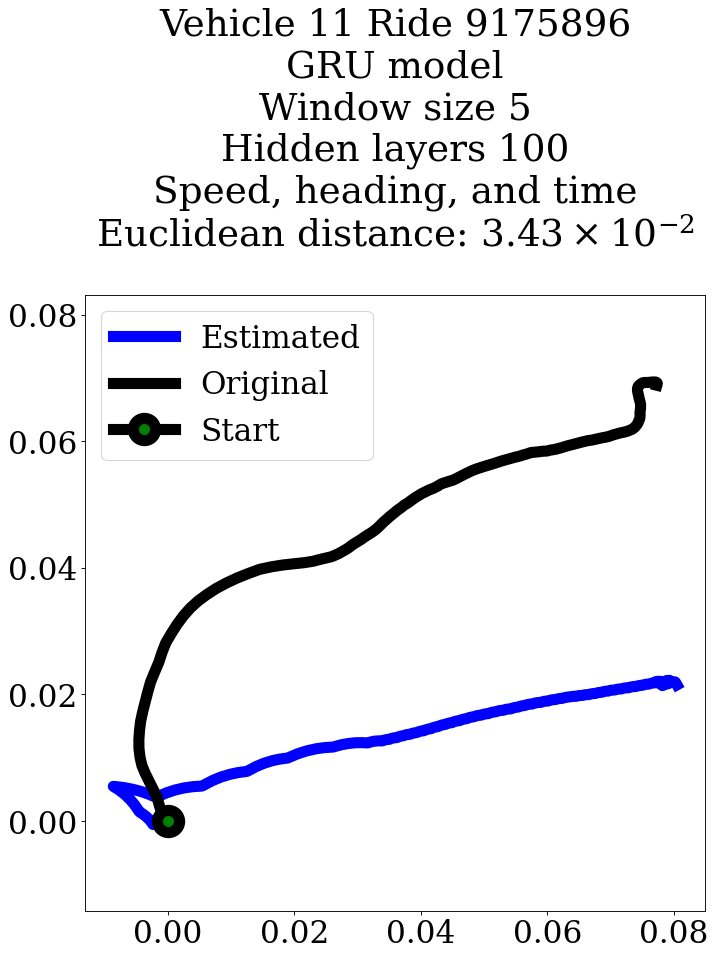 Vehicle 11 Ride 9175896
GRU model
Window size 5
Hidden layers 100
Speed, heading, and time
Euclidean distance: 3.43 × 10⁻²
Estimated
Original
Start
0.08
0.06
0.04
0.02
0.00
0.00 0.02 0.04 0.06 0.08